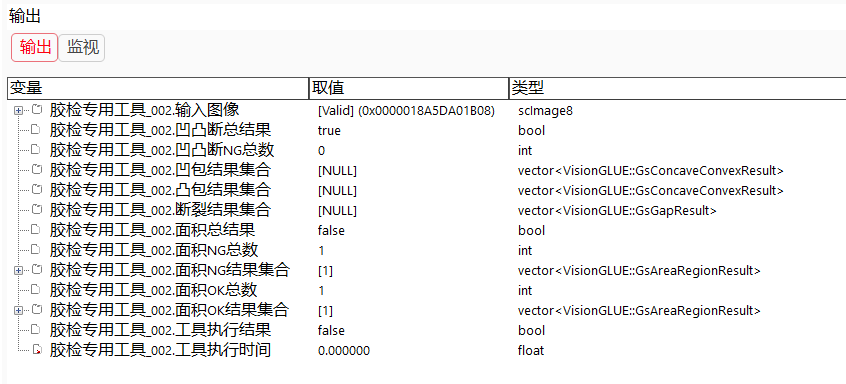 输出
输出 监视
变量 取值 类型
胶检专用工具_002.输入图像 [Valid] (0x0000018A5DA01B08) scImage8
胶检专用工具_002.凹凸断总结果 true bool
胶检专用工具_002.凹凸断NG总数 0 int
胶检专用工具_002.凹包结果集合 [NULL] vector<VisionGLUE::GsConcaveConvexResult>
胶检专用工具_002.凸包结果集合 [NULL] vector<VisionGLUE::GsConcaveConvexResult>
胶检专用工具_002.断裂结果集合 [NULL] vector<VisionGLUE::GsGapResult>
胶检专用工具_002.面积总结果 false bool
胶检专用工具_002.面积NG总数 1 int
胶检专用工具_002.面积NG结果集合 [1] vector<VisionGLUE::GsAreaRegionResult>
胶检专用工具_002.面积OK总数 1 int
胶检专用工具_002.面积OK结果集合 [1] vector<VisionGLUE::GsAreaRegionResult>
胶检专用工具_002.工具执行结果 false bool
胶检专用工具_002.工具执行时间 0.000000 float